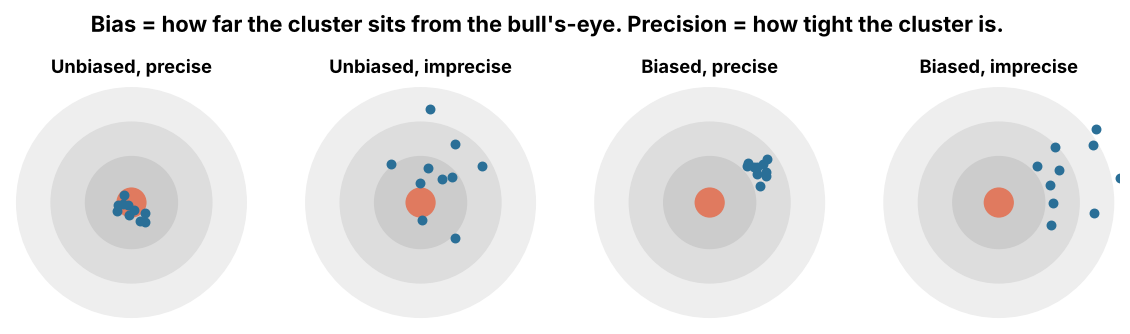 Bias = how far the cluster sits from the bull's-eye. Precision = how tight the cluster is.
Unbiased, precise
Unbiased, imprecise
Biased, precise
Biased, imprecise